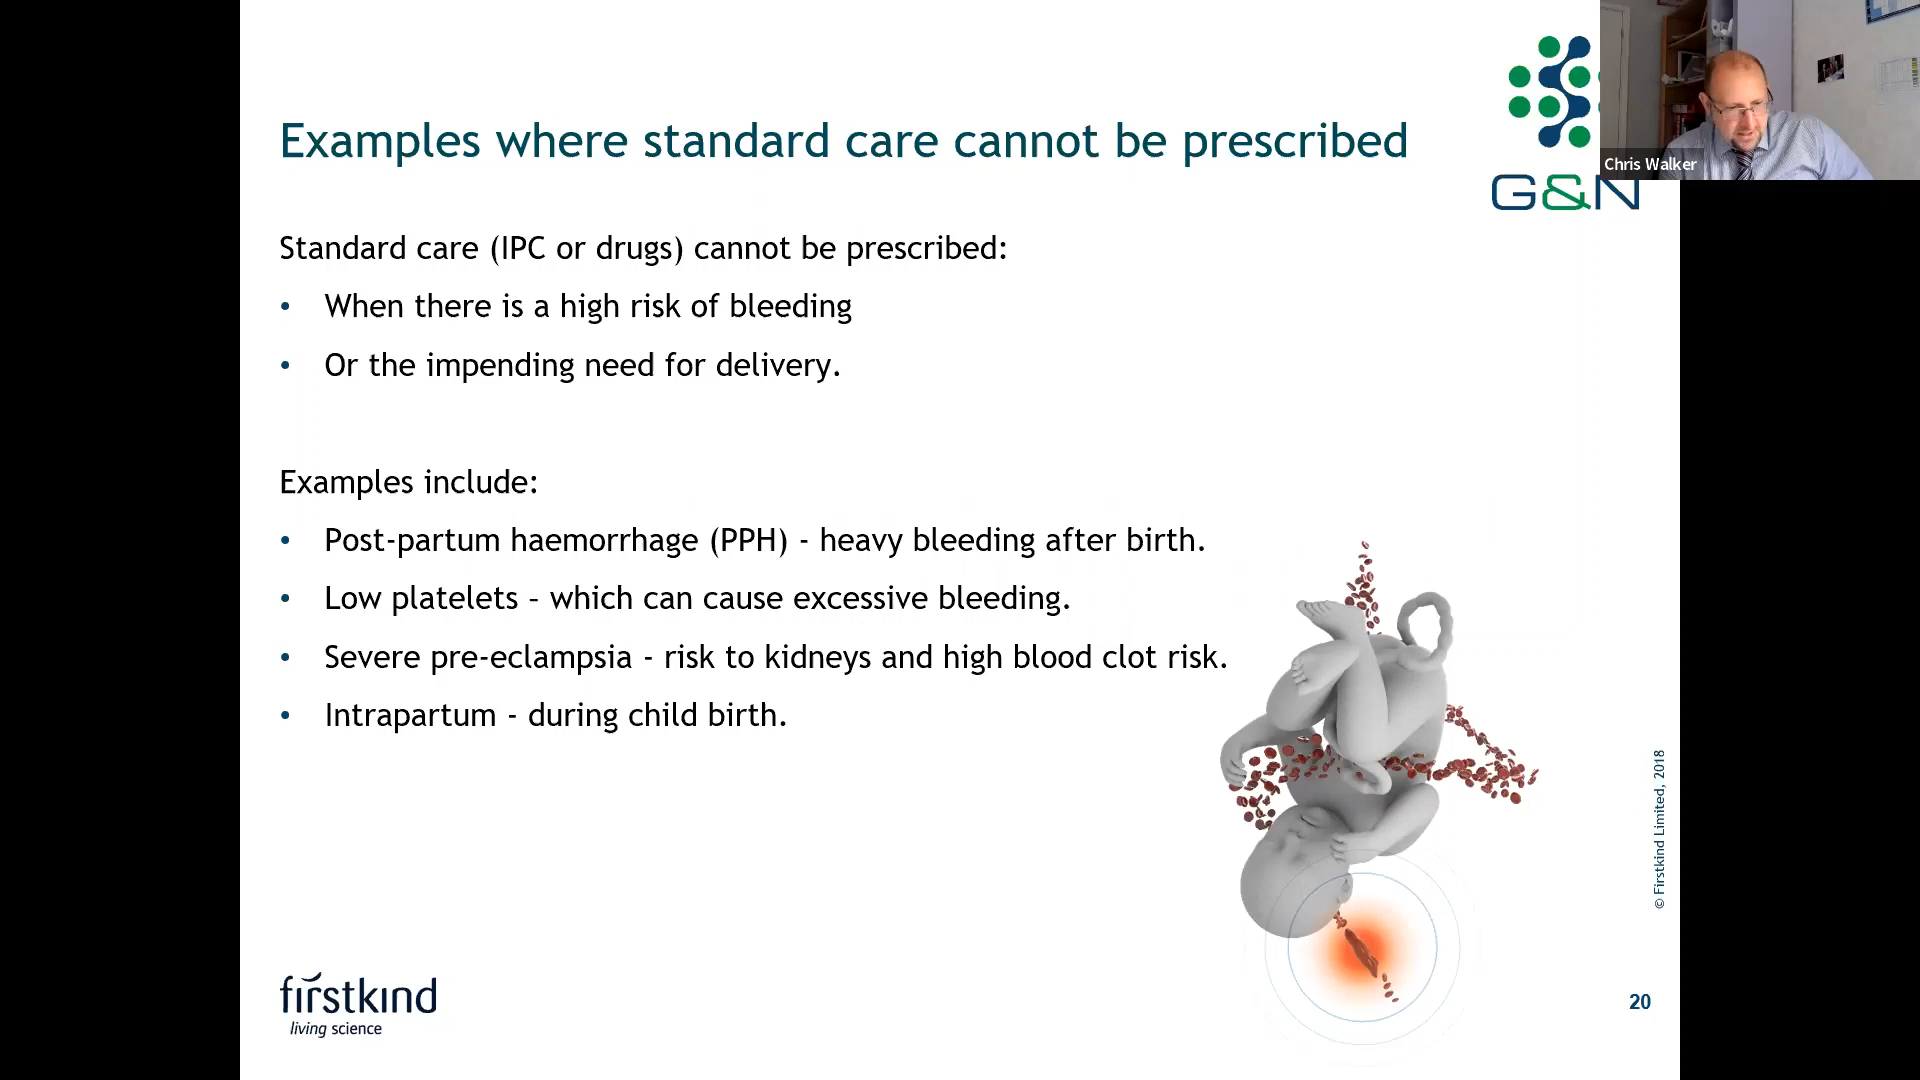 Examples where standard care cannot be prescribed
G&N
Chris Walker
Standard care (IPC or drugs) cannot be prescribed:
• When there is a high risk of bleeding
• Or the impending need for delivery.
Examples include:
• Post-partum haemorrhage (PPH) - heavy bleeding after birth.
• Low platelets – which can cause excessive bleeding.
• Severe pre-eclampsia - risk to kidneys and high blood clot risk.
• Intrapartum - during child birth.
© Firstkind Limited, 2018
firstkind
living science
20